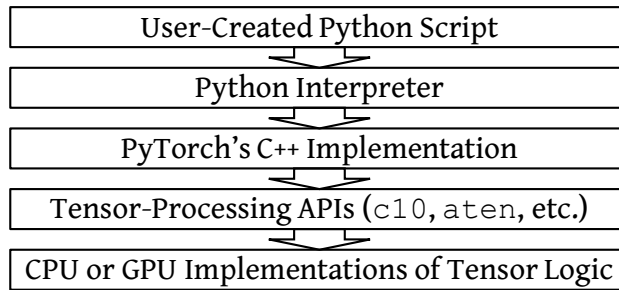 User-Created Python Script
Python Interpreter
PyTorch’s C++ Implementation
Tensor-Processing APIs (c10, aten, etc.)
CPU or GPU Implementations of Tensor Logic